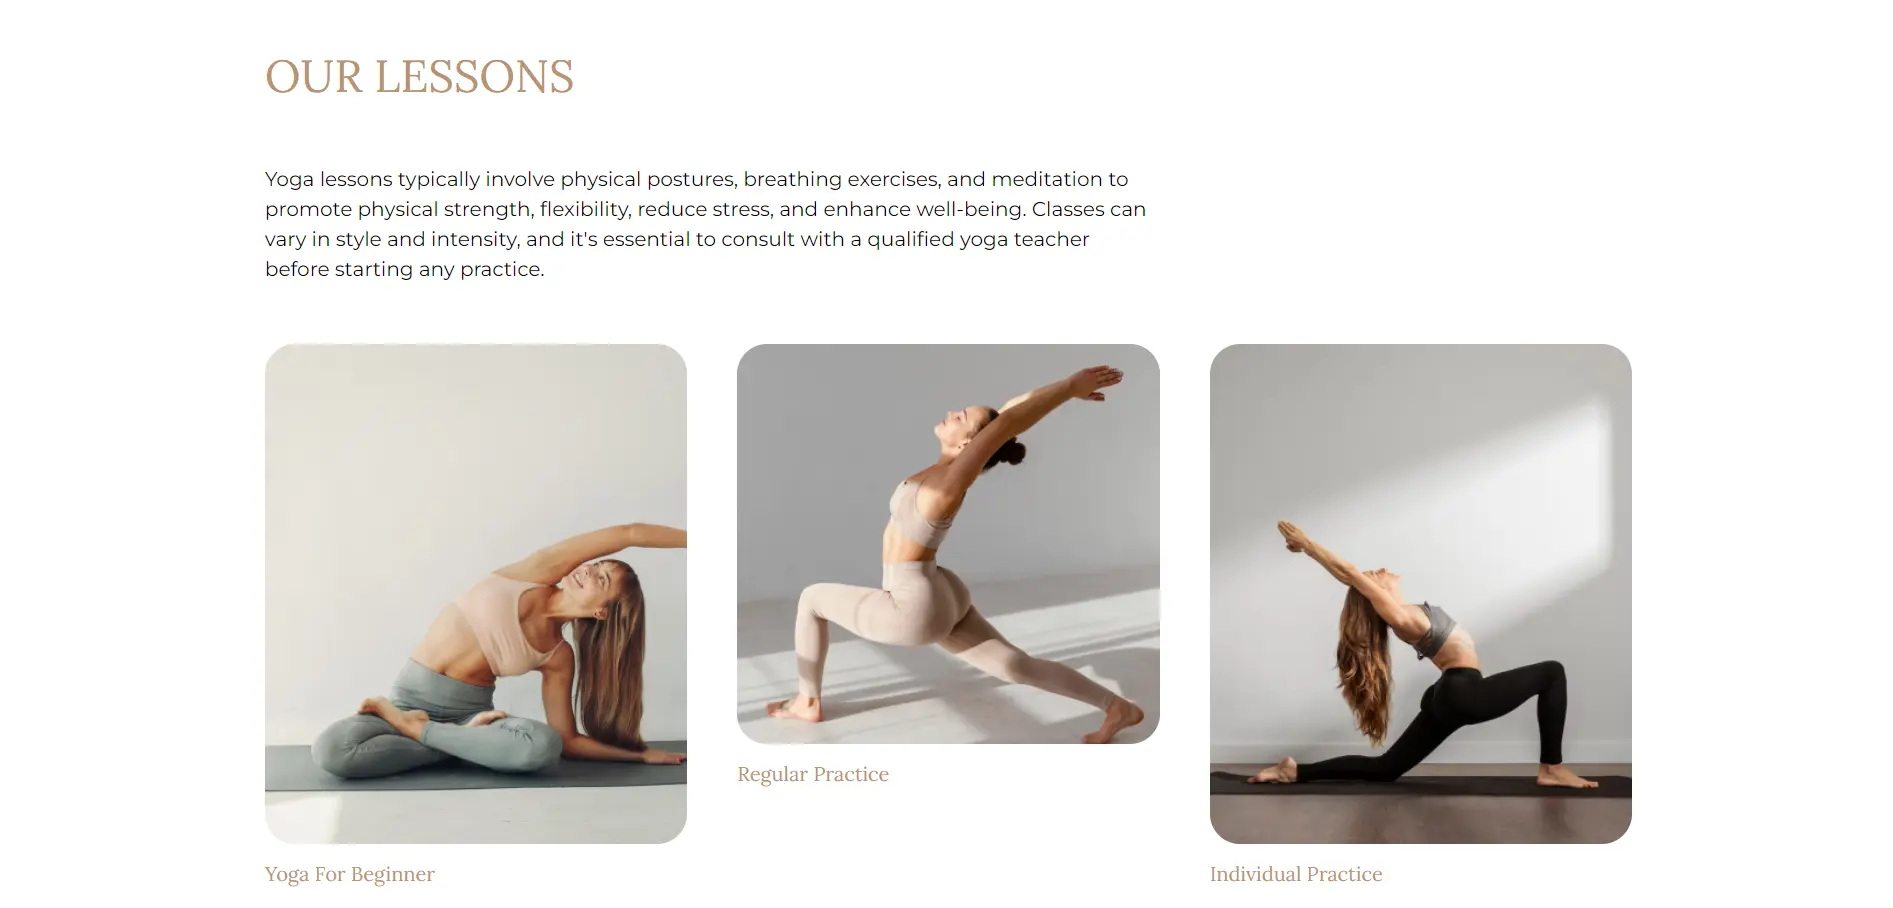 OUR LESSONS
Yoga lessons typically involve physical postures, breathing exercises, and meditation to
promote physical strength, flexibility, reduce stress, and enhance well-being. Classes can
vary in style and intensity, and it's essential to consult with a qualified yoga teacher
before starting any practice.
Regular Practice
Yoga For Beginner
Individual Practice